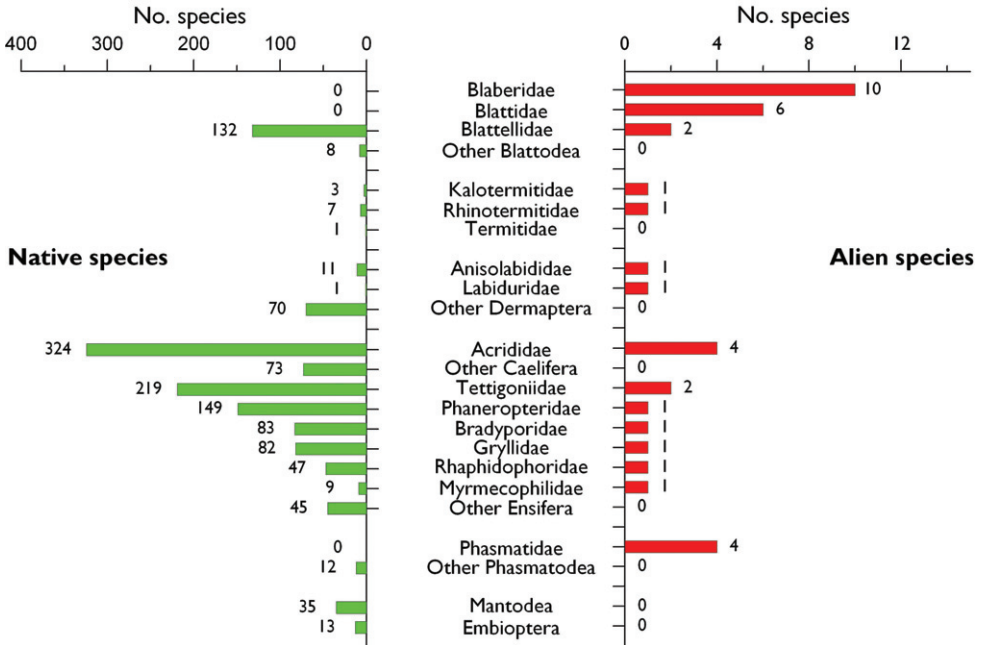 No. species No. species
400 300 200 100 0 0 4 8 12
0 Blaberidae 10
0 Blattidae 6
132 Blattellidae 2
8 Other Blattodea 0
3 Kalotermitidae 1
7 Rhinotermitidae 1
1 Termitidae 0
Native species Alien species
11 Anisolabididae 1
1 Labiduridae 1
70 Other Dermaptera 0
324 Acrididae 4
73 Other Caelifera 0
219 Tettigoniidae 2
149 Phaneropteridae 1
83 Bradyporidae 1
82 Gryllidae 1
47 Rhaphidophoridae 1
9 Myrmecophilidae 1
45 Other Ensifera 0
0 Phasmatidae 4
12 Other Phasmatodea 0
35 Mantodea 0
13 Embioptera 0